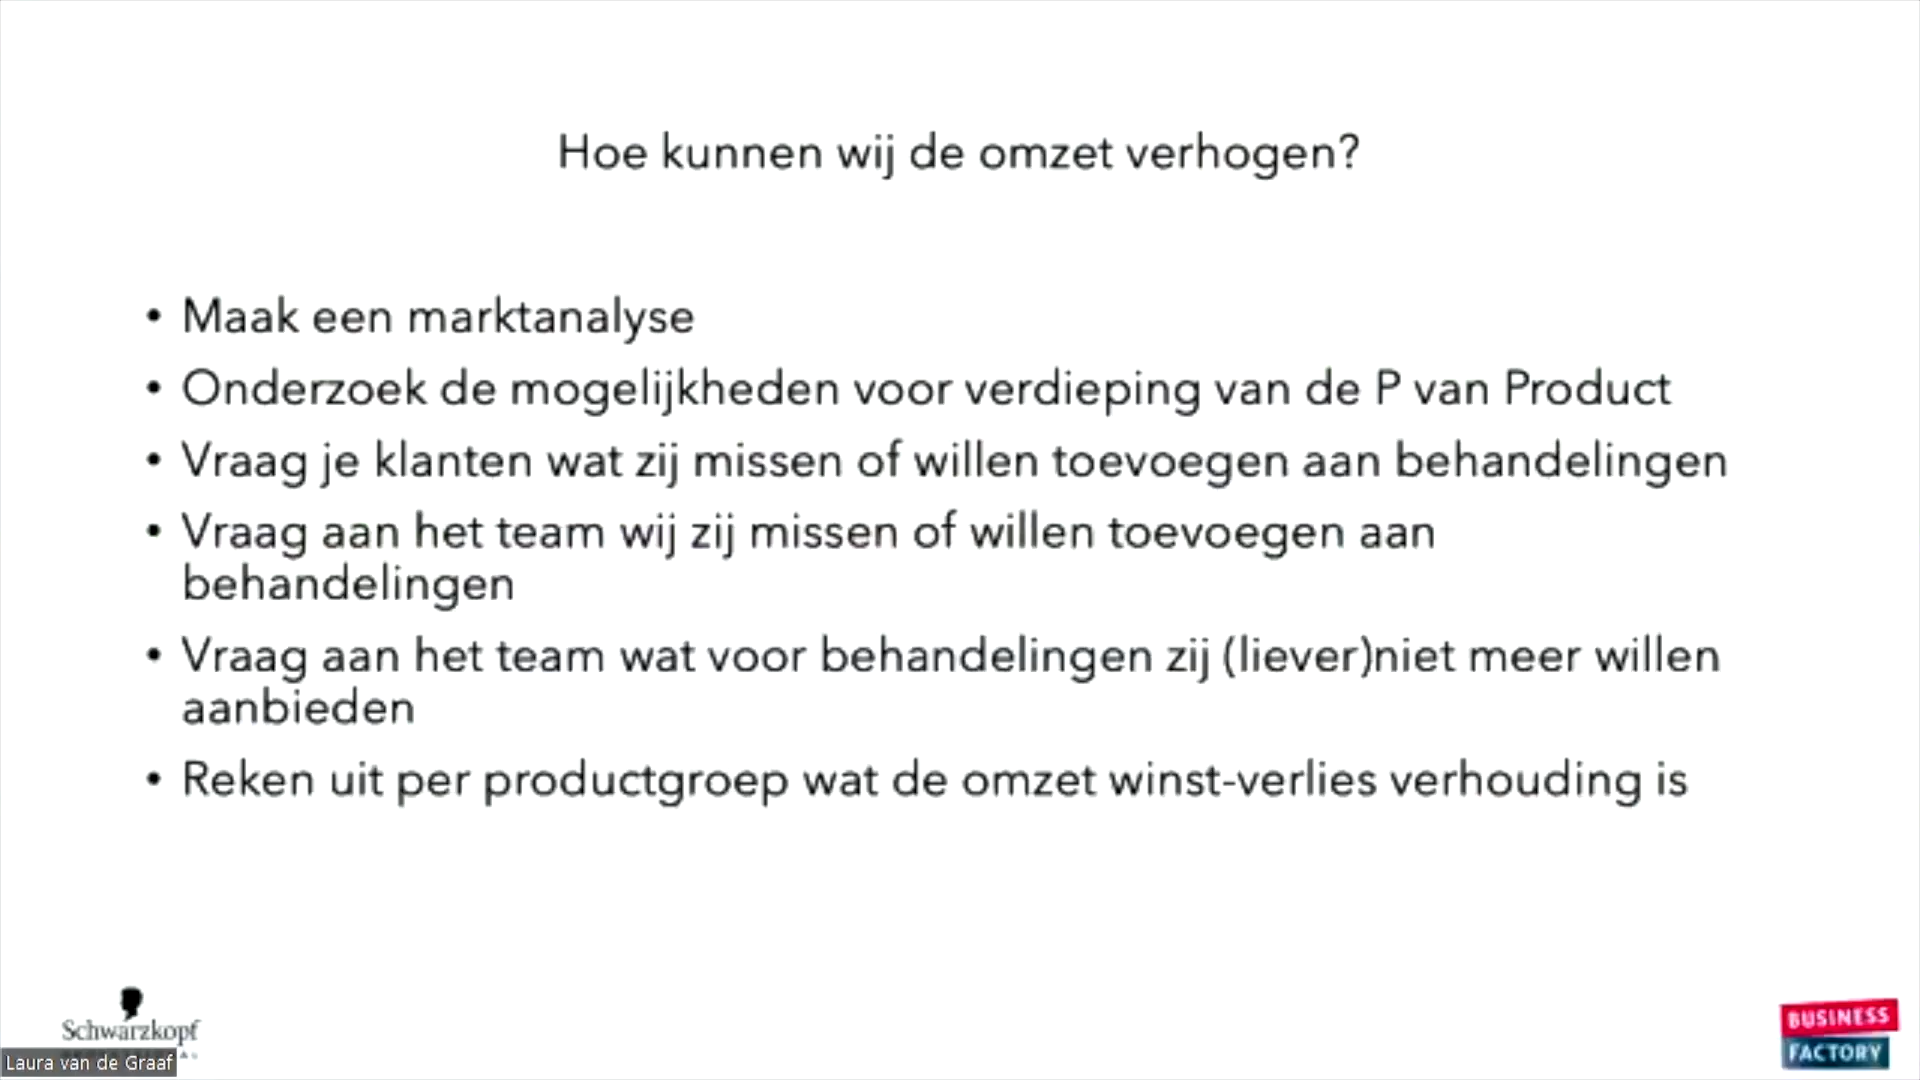 Hoe kunnen wij de omzet verhogen?
• Maak een marktanalyse
• Onderzoek de mogelijkheden voor verdieping van de P van Product
• Vraag je klanten wat zij missen of willen toevoegen aan behandelingen
• Vraag aan het team wij zij missen of willen toevoegen aan
behandelingen
• Vraag aan het team wat voor behandelingen zij (liever)niet meer willen
aanbieden
• Reken uit per productgroep wat de omzet winst-verlies verhouding is
Schwarzkopf
Laura van de Graaf
BUSINESS
FACTORY